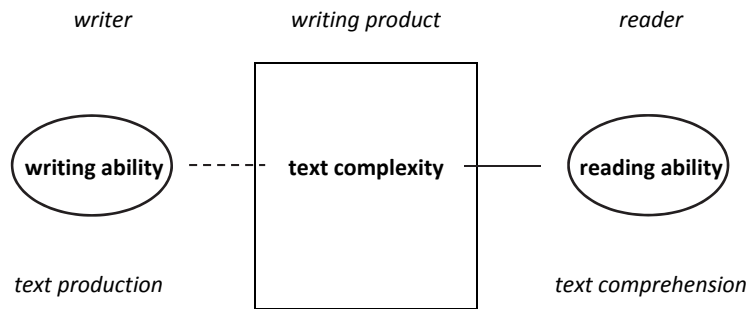 writer
writing product
reader
writing ability
text complexity
reading ability
text production
text comprehension